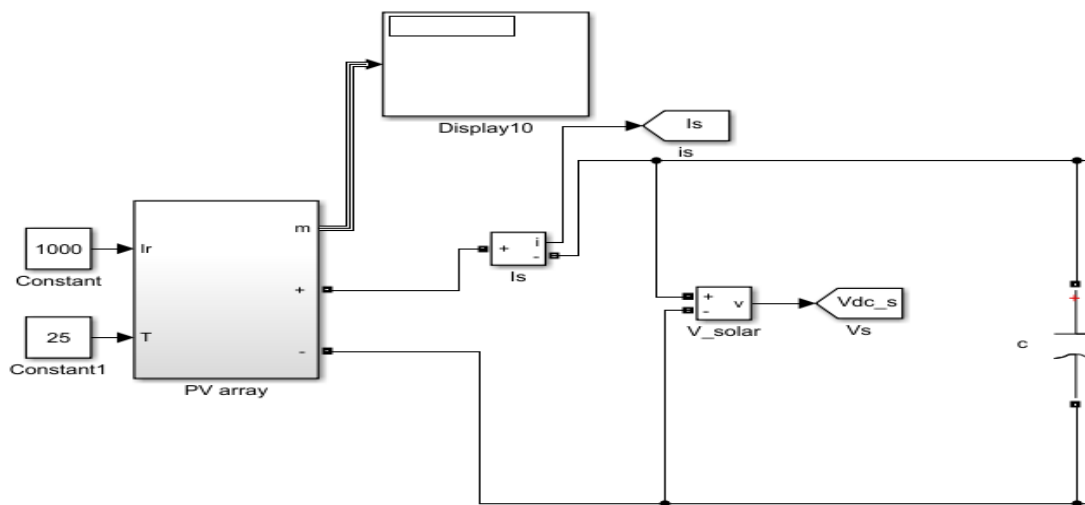 Display10
Is
is
m
1000
Ir
Constant
+
i
+
-
Is
+
v
-
V_solar
Vdc_s
Vs
+
25
T
-
Constant1
PV array
c